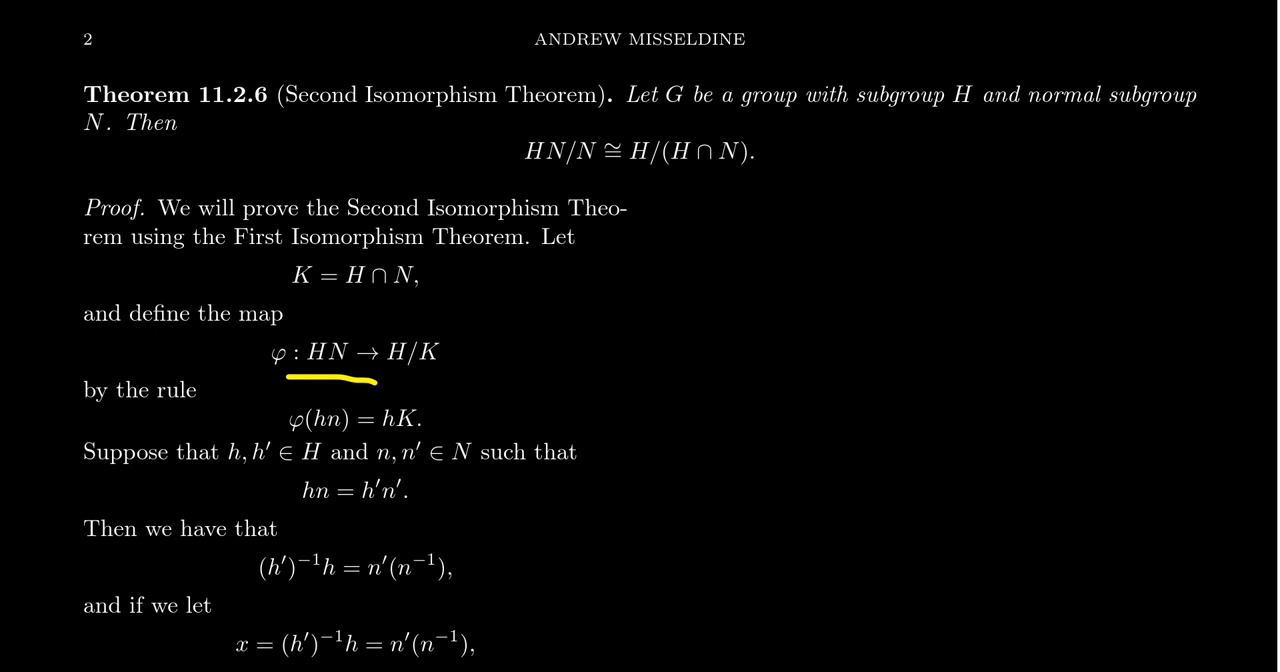 2
ANDREW MISSELDINE
Theorem 11.2.6 (Second Isomorphism Theorem). Let G be a group with subgroup H and normal subgroup
N. Then
HN/N ≅ H/(H ∩ N).
Proof. We will prove the Second Isomorphism Theo-
rem using the First Isomorphism Theorem. Let
K = H ∩ N,
and define the map
φ : HN → H/K
by the rule
φ(hn) = hK.
Suppose that h, h′ ∈ H and n, n′ ∈ N such that
hn = h′n′.
Then we have that
(h′)⁻¹h = n′(n⁻¹),
and if we let
x = (h′)⁻¹h = n′(n⁻¹),